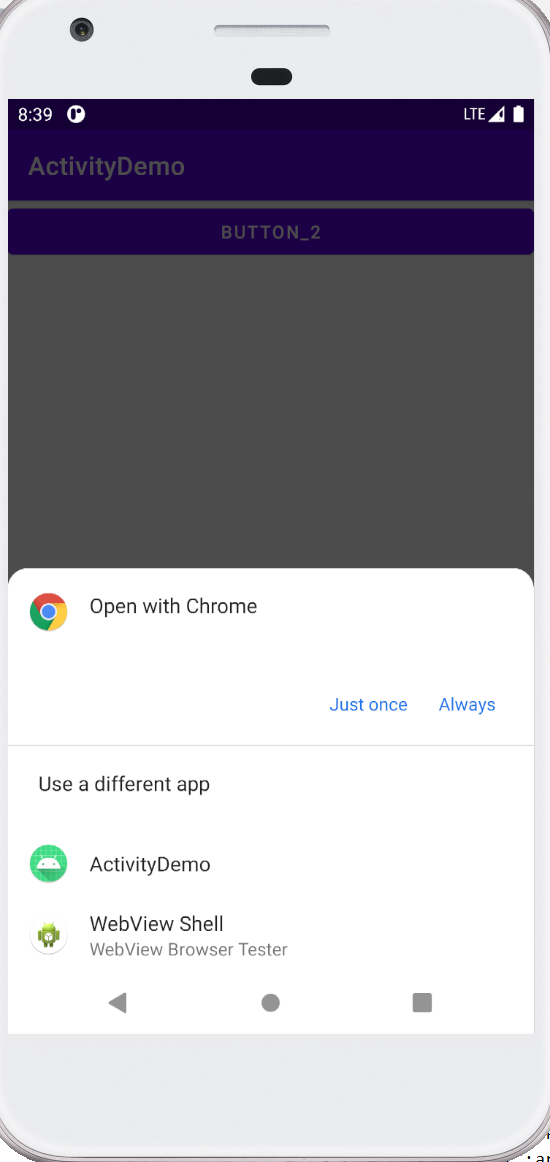 8:39
LTE
ActivityDemo
BUTTON_2
Open with Chrome
Just once Always
Use a different app
ActivityDemo
WebView Shell
WebView Browser Tester